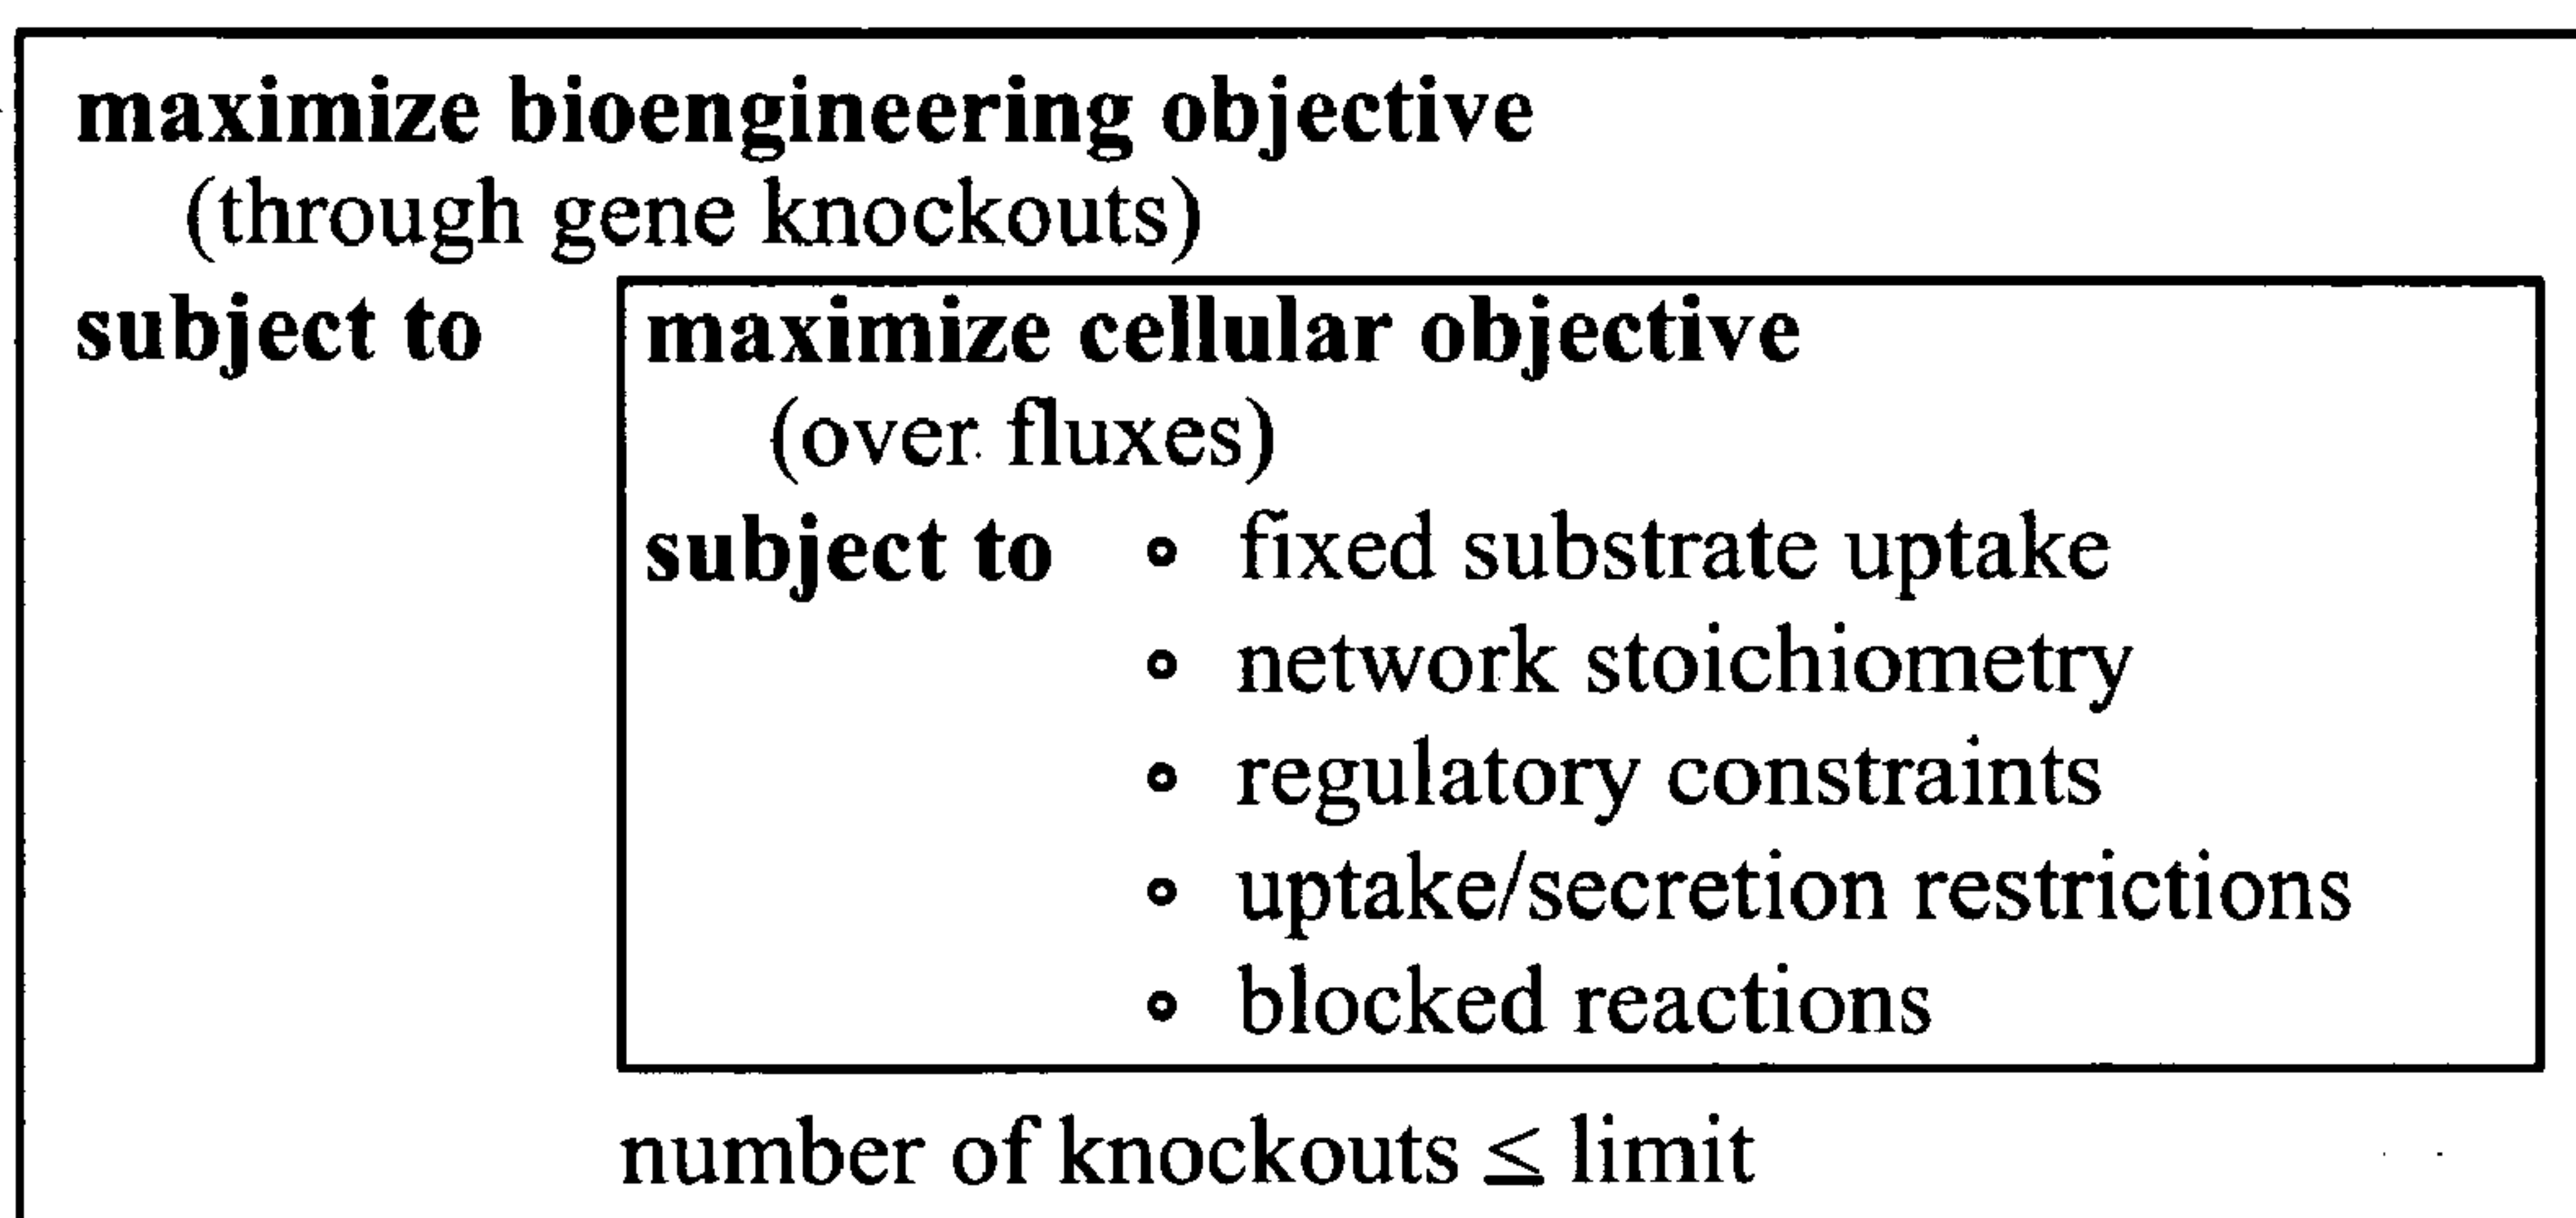 maximize bioengineering objective
(through gene knockouts)
subject to maximize cellular objective
(over fluxes)
subject to ∘ fixed substrate uptake
∘ network stoichiometry
∘ regulatory constraints
∘ uptake/secretion restrictions
∘ blocked reactions
number of knockouts ≤ limit